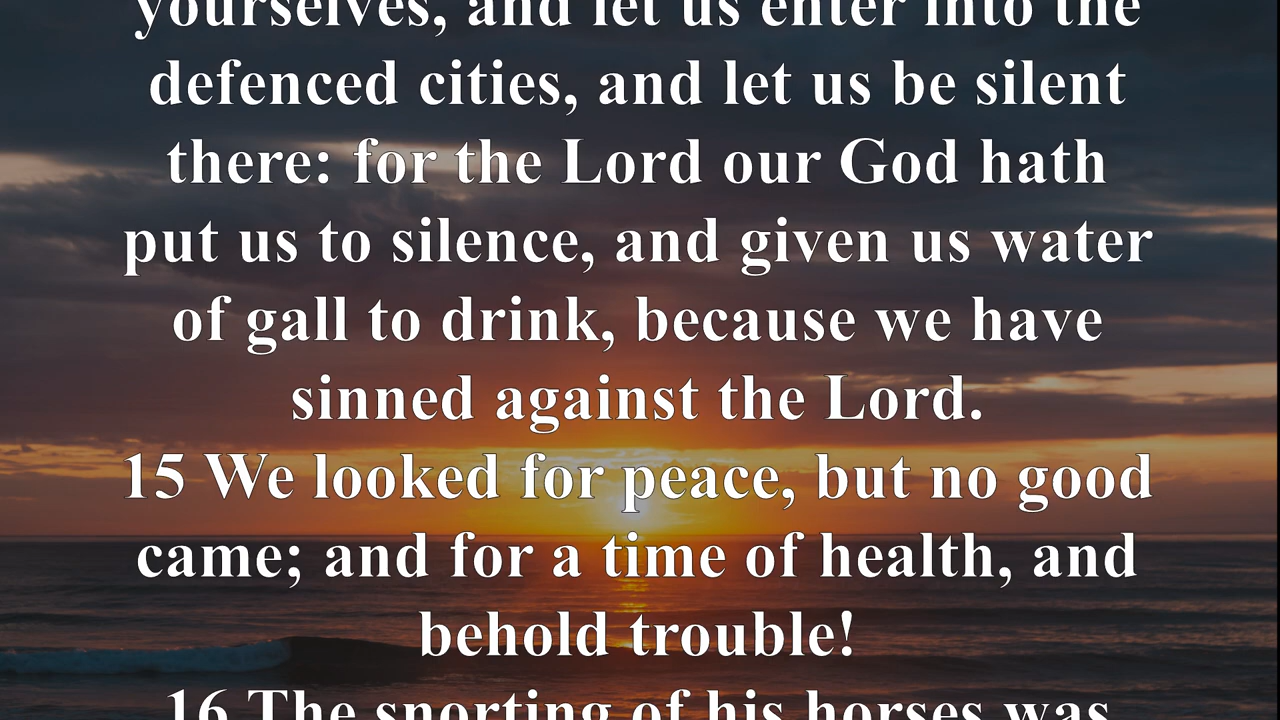 yourselves, and let us enter into the
defenced cities, and let us be silent
there: for the Lord our God hath
put us to silence, and given us water
of gall to drink, because we have
sinned against the Lord.
15 We looked for peace, but no good
came; and for a time of health, and
behold trouble!
16 The snorting of his horses was